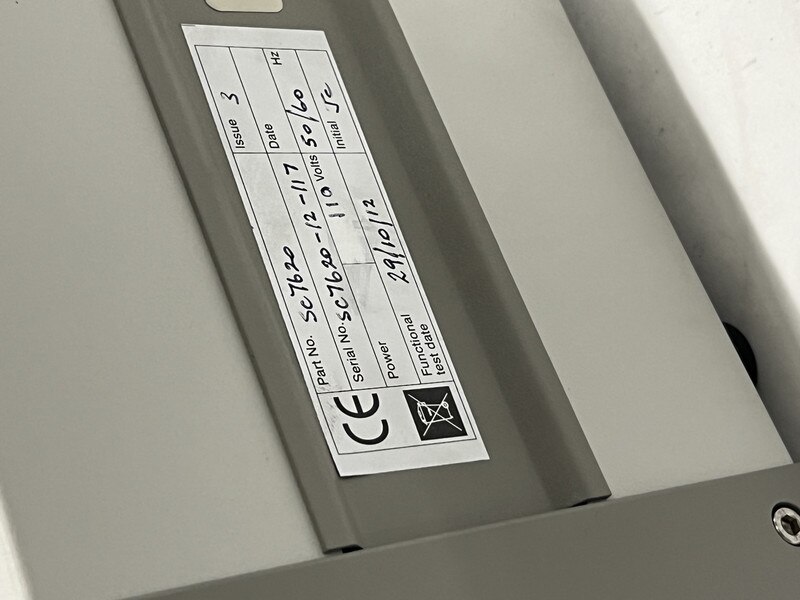 Part No. SC7620 Issue 3
Serial No. SC7620-12-117 Date
Power 110 Volts 50/60 Hz
Functional test date 29/10/12 Initial
CE